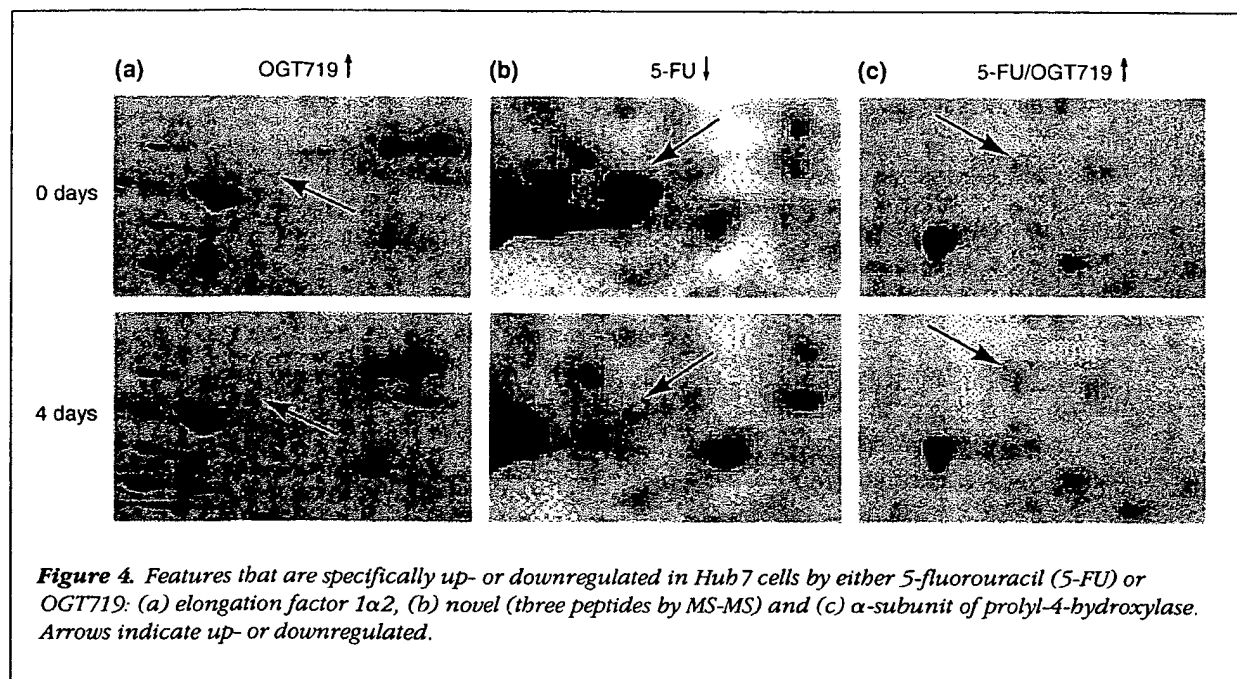 (a) OGT719 ↑ (b) 5-FU ↓ (c) 5-FU/OGT719 ↑
0 days
4 days
Figure 4. Features that are specifically up- or downregulated in Huh7 cells by either 5-fluorouracil (5-FU) or
OGT719: (a) elongation factor 1α2, (b) novel (three peptides by MS-MS) and (c) α-subunit of prolyl-4-hydroxylase.
Arrows indicate up- or downregulated.